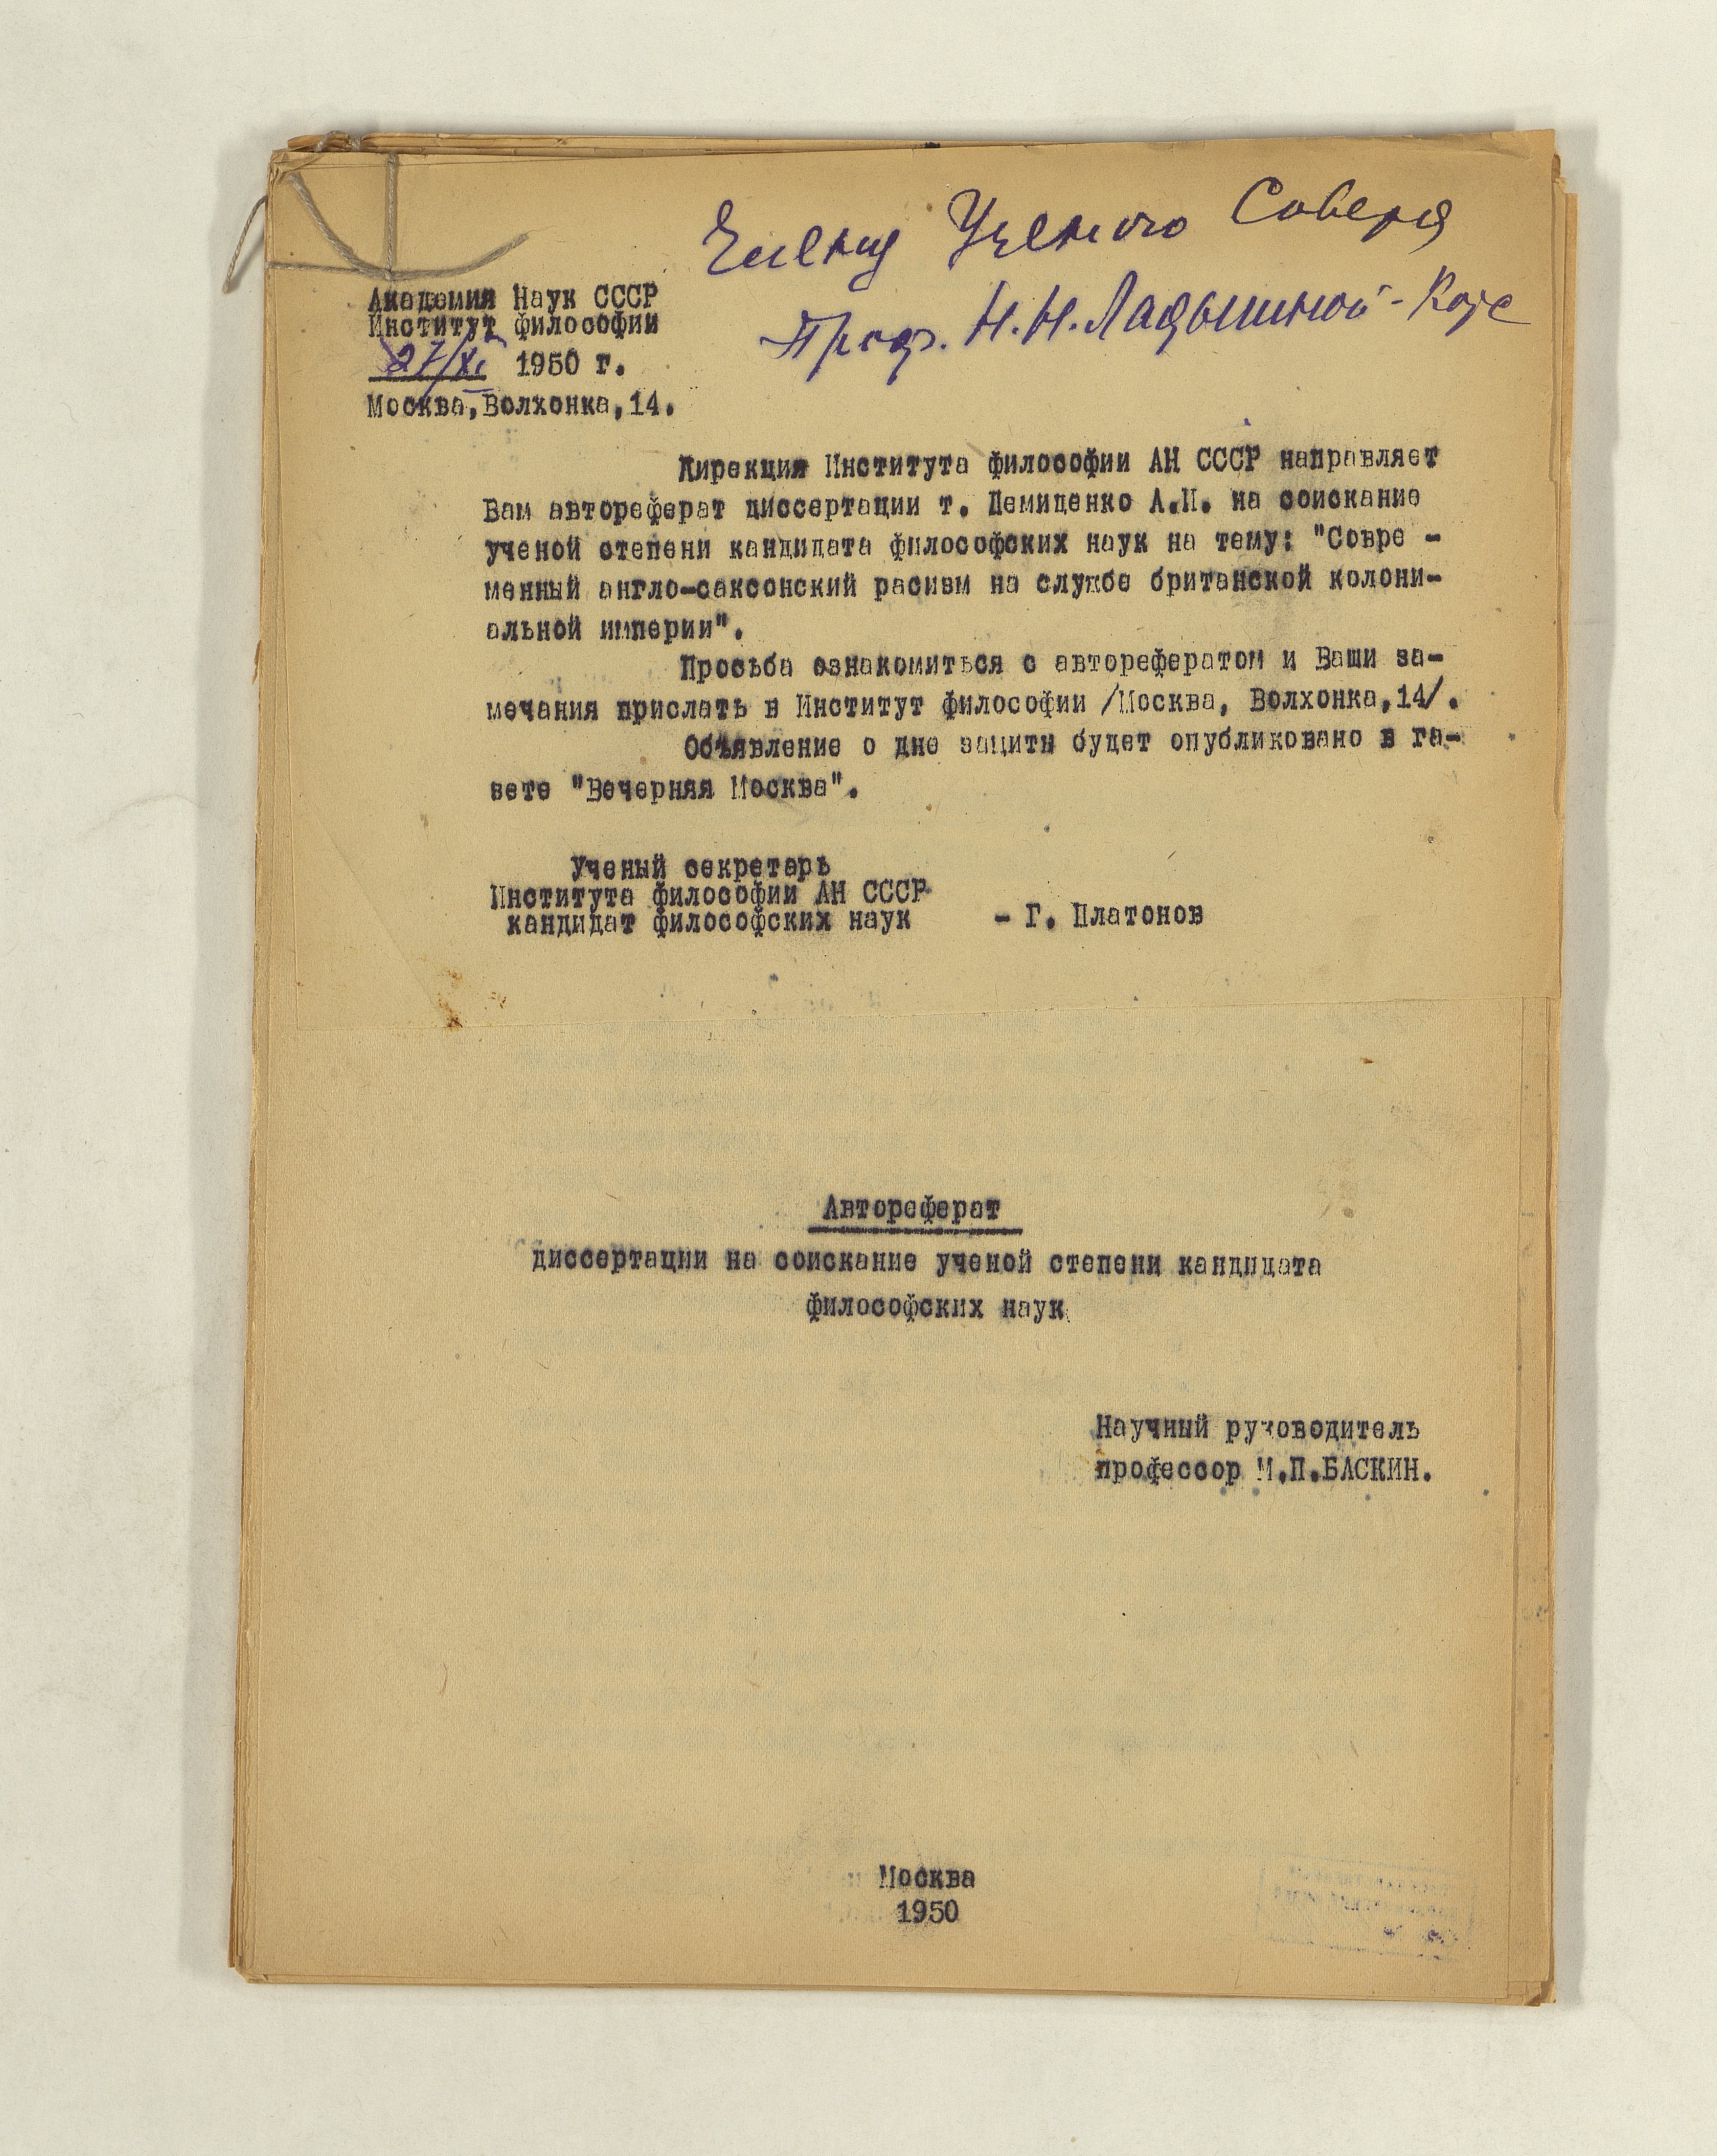 Члену Ученого Совета
Проф. Н.Н. Ладыгиной-Котс
Академия Наук СССР
Институт философии
27/XI 1950 г.
Москва,Волхонка,14.
Дирекция Института философии АН СССР направляет
Вам автореферат диссертации т. Демиденко А.И. на соискание
ученой степени кандидата философских наук на тему: "Совре -
менный англо-саксонский расизм на службе британской колони-
альной империи".
Просьба ознакомиться с авторефератом и Ваши за-
мечания прислать в Институт философии /Москва, Волхонка,14/.
Объявление о дне защиты будет опубликовано в га-
зете "Вечерняя Москва".
Ученый секретарь
Института философии АН СССР
кандидат философских наук - Г. Платонов
Автореферат
диссертации на соискание ученой степени кандидата
философских наук
Научный руководитель
профессор М.П.БАСКИН.
Москва
1950